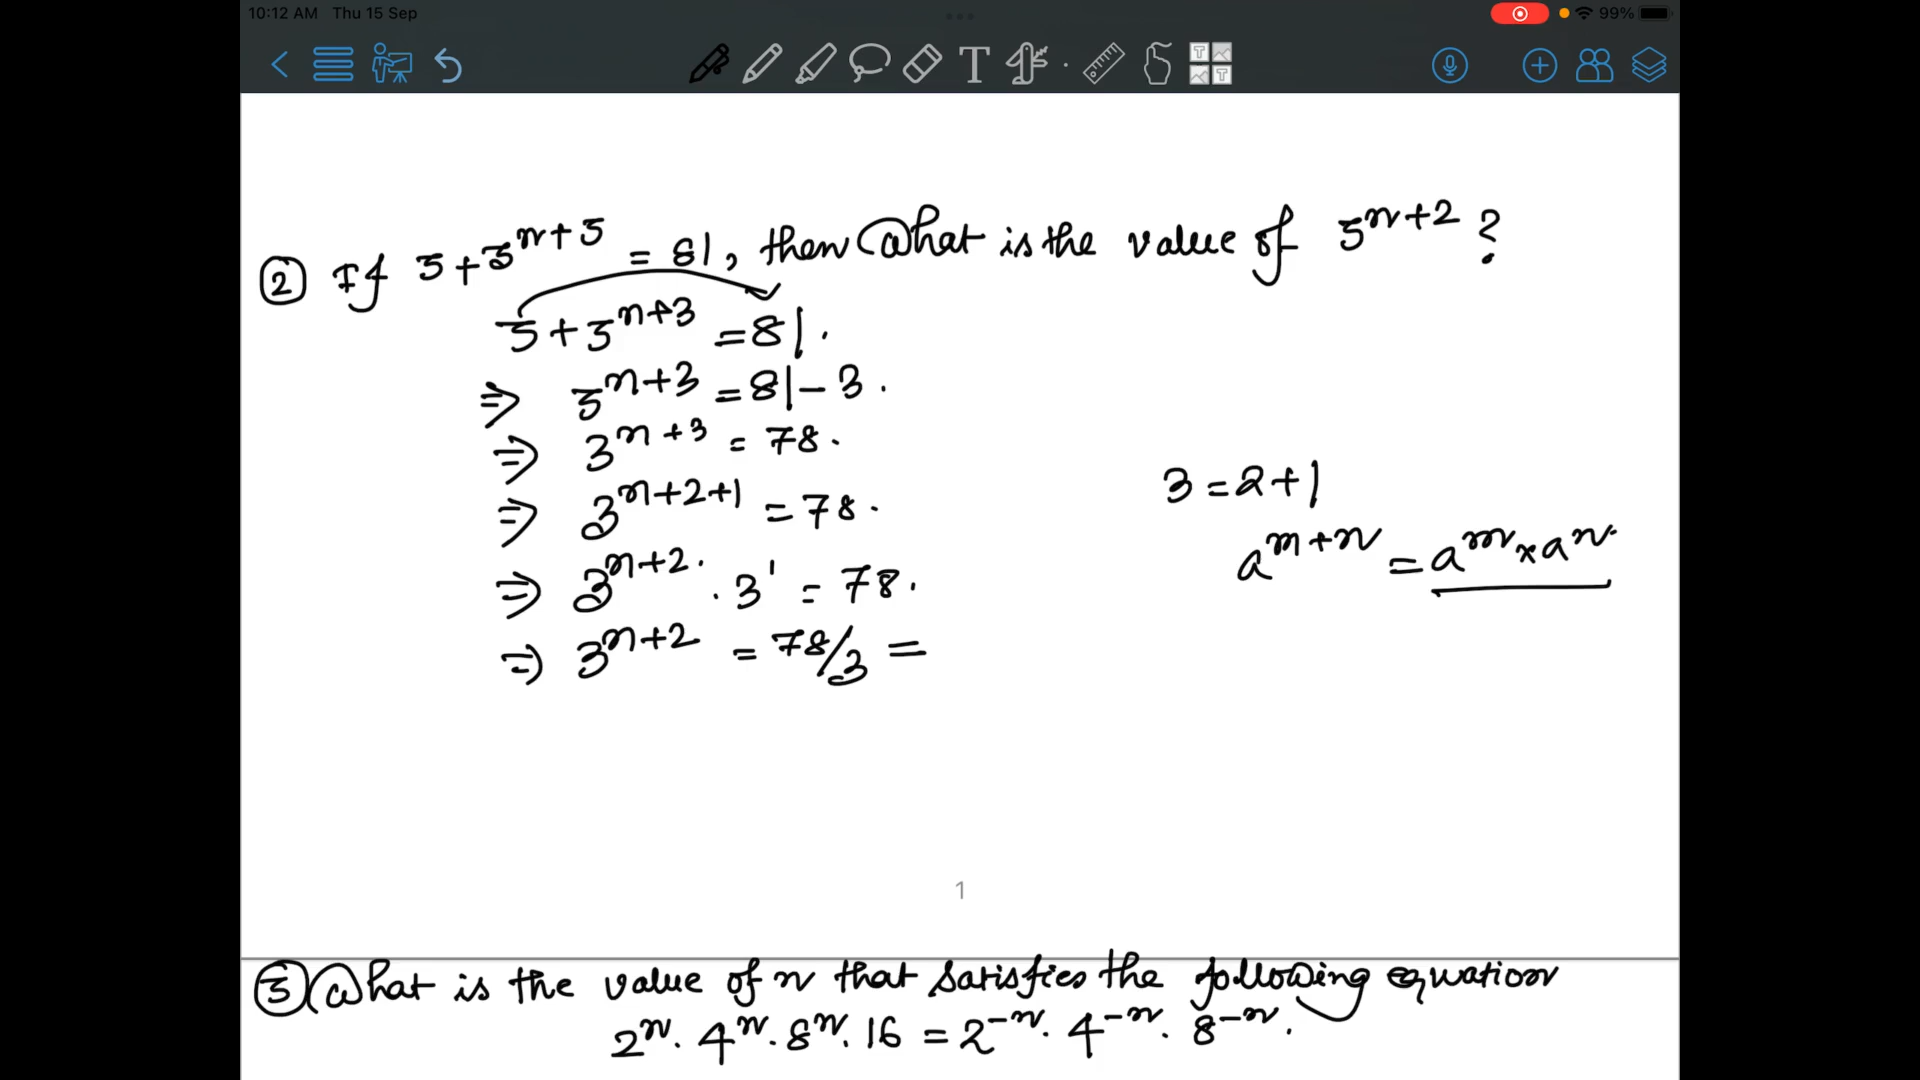 10:12 AM Thu 15 Sep
99%
② If 3+3^{n+3} = 81, then what is the value of 3^{n+2} ?
3+3^{n+3} = 81.
⇒ 3^{n+3} = 81-3.
⇒ 3^{n+3} = 78.
⇒ 3^{n+2+1} = 78.
3 = 2+1
⇒ 3^{n+2} . 3^1 = 78.
a^{m+n} = a^m × a^n.
⇒ 3^{n+2} = 78/3 =
1
③ What is the value of n that satisfies the following equation
2^n . 4^n . 8^n . 16 = 2^{-n} . 4^{-n} . 8^{-n} .